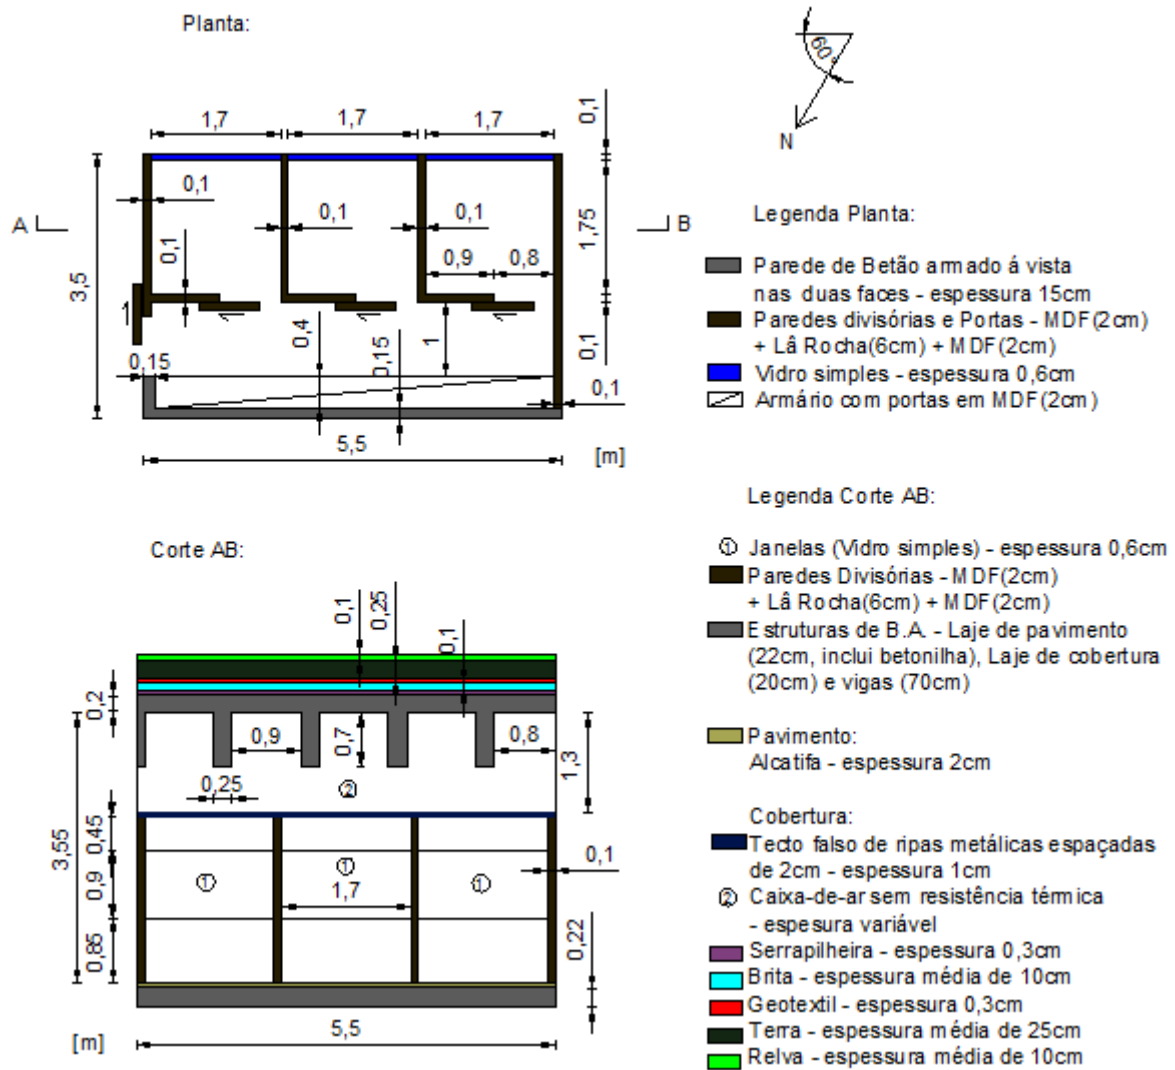 Planta:
60°
N
1,7
1,7
1,7
0,1
0,1
0,1
0,1
0,1
0,9
0,8
1,75
A
B
3,5
0,4
0,15
1
0,1
0,15
0,1
5,5
[m]
Legenda Planta:
Parede de Betão armado á vista
nas duas faces - espessura 15cm
Paredes divisórias e Portas - MDF(2cm)
+ Lâ Rocha(6cm) + MDF(2cm)
Vidro simples - espessura 0,6cm
Armário com portas em MDF(2cm)
Corte AB:
0,1
0,25
0,1
0,2
0,9
0,7
0,8
1,3
0,25
2
3,55
0,45
0,9
0,85
1
1
1
1,7
0,1
0,22
5,5
[m]
Legenda Corte AB:
1 Janelas (Vidro simples) - espessura 0,6cm
Paredes Divisórias - MDF(2cm)
+ Lâ Rocha(6cm) + MDF(2cm)
Estruturas de B.A. - Laje de pavimento
(22cm, inclui betonilha), Laje de cobertura
(20cm) e vigas (70cm)
Pavimento:
Alcatifa - espessura 2cm
Cobertura:
Tecto falso de ripas metálicas espaçadas
de 2cm - espessura 1cm
2 Caixa-de-ar sem resistência térmica
- espesura variável
Serrapilheira - espessura 0,3cm
Brita - espessura média de 10cm
Geotextil - espessura 0,3cm
Terra - espessura média de 25cm
Relva - espessura média de 10cm